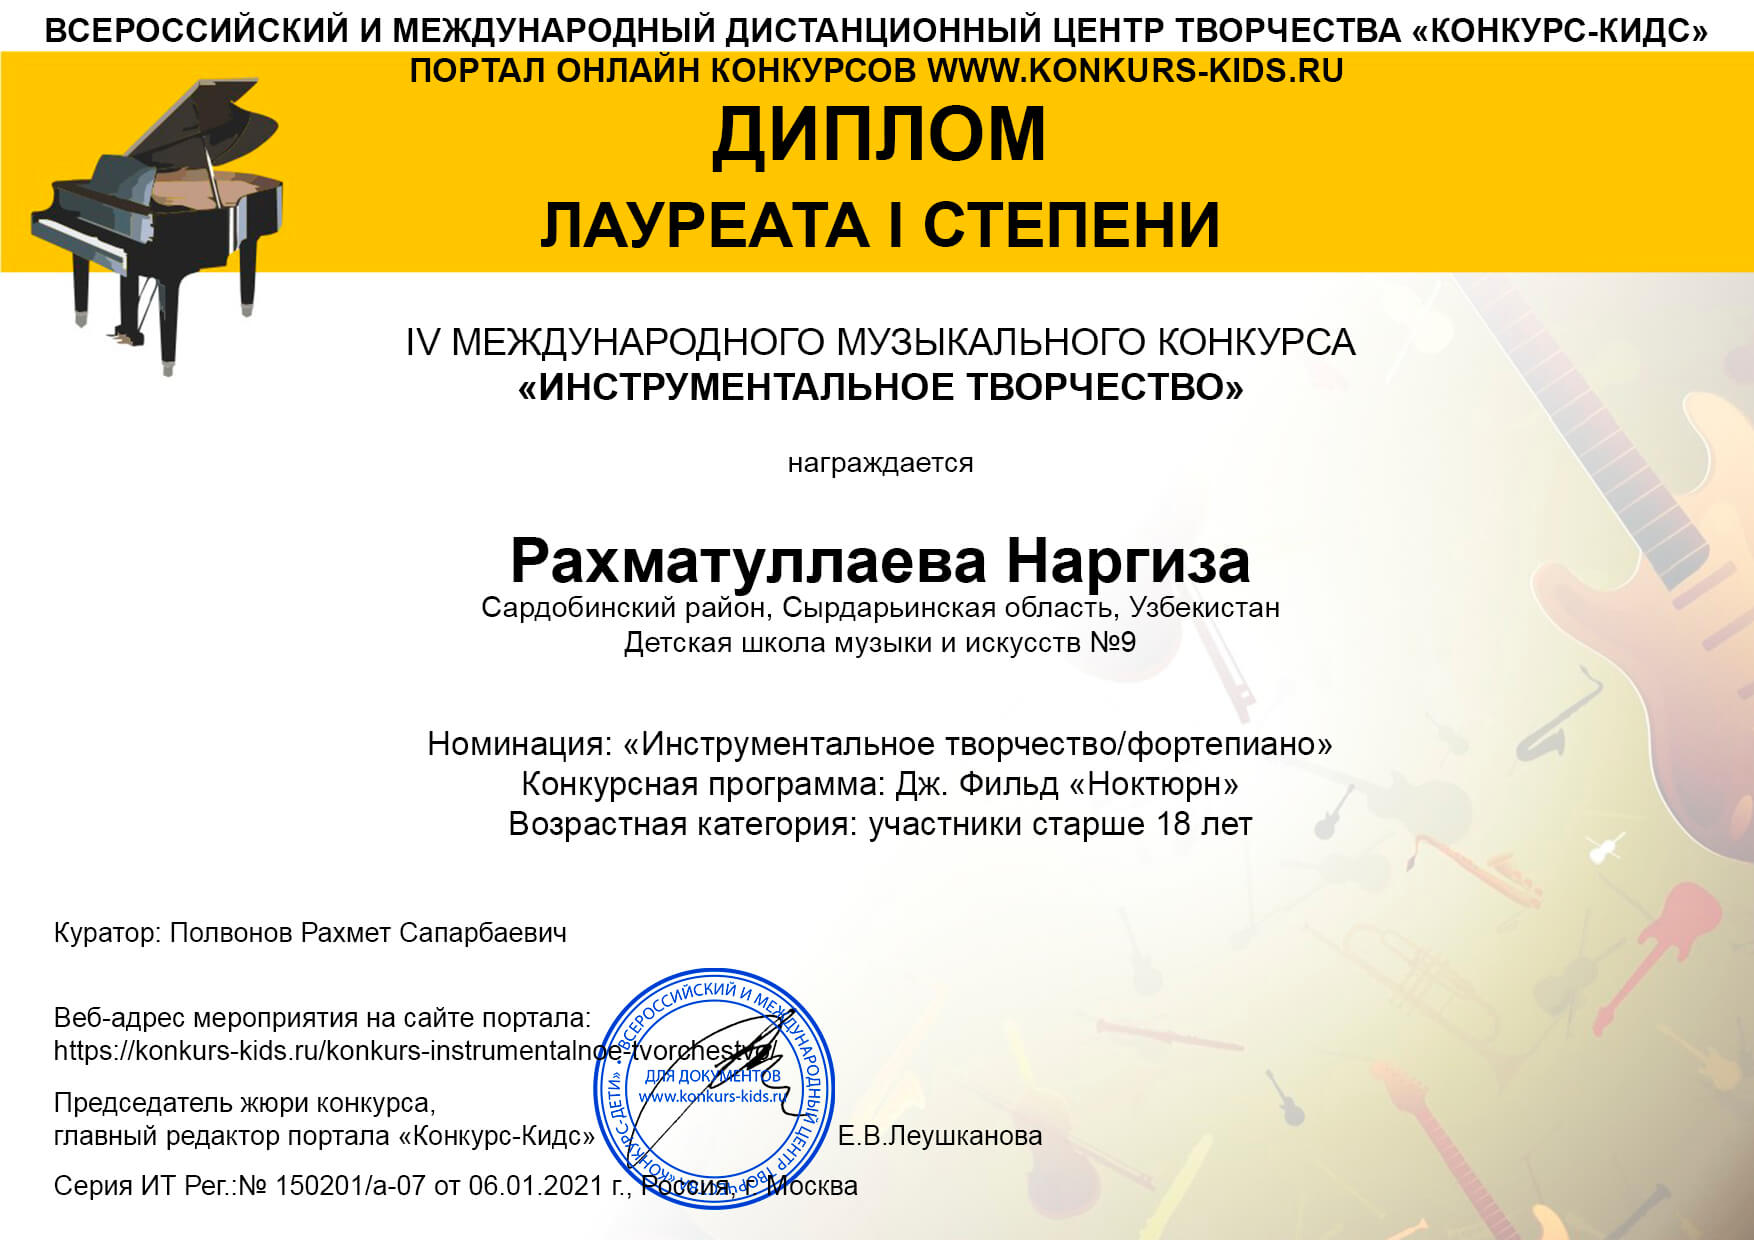 ВСЕРОССИЙСКИЙ И МЕЖДУНАРОДНЫЙ ДИСТАНЦИОННЫЙ ЦЕНТР ТВОРЧЕСТВА «КОНКУРС-КИДС»
ПОРТАЛ ОНЛАЙН КОНКУРСОВ WWW.KONKURS-KIDS.RU
ДИПЛОМ
ЛАУРЕАТА I СТЕПЕНИ
IV МЕЖДУНАРОДНОГО МУЗЫКАЛЬНОГО КОНКУРСА
«ИНСТРУМЕНТАЛЬНОЕ ТВОРЧЕСТВО»
награждается
Рахматуллаева Наргиза
Сардобинский район, Сырдарьинская область, Узбекистан
Детская школа музыки и искусств №9
Номинация: «Инструментальное творчество/фортепиано»
Конкурсная программа: Дж. Фильд «Ноктюрн»
Возрастная категория: участники старше 18 лет
Куратор: Полвонов Рахмет Сапарбаевич
Веб-адрес мероприятия на сайте портала:
https://konkurs-kids.ru/konkurs-instrumentalnoe-tvorchestvo/
Председатель жюри конкурса,
главный редактор портала «Конкурс-Кидс»
Е.В.Леушканова
Серия ИТ Рег.:№ 150201/а-07 от 06.01.2021 г., Россия, г. Москва
• ВСЕРОССИЙСКИЙ И МЕЖДУНАРОДНЫЙ ЦЕНТР ТВОРЧЕСТВА «КОНКУРС-ДЕТИ»
ДЛЯ ДОКУМЕНТОВ
www.konkurs-kids.ru